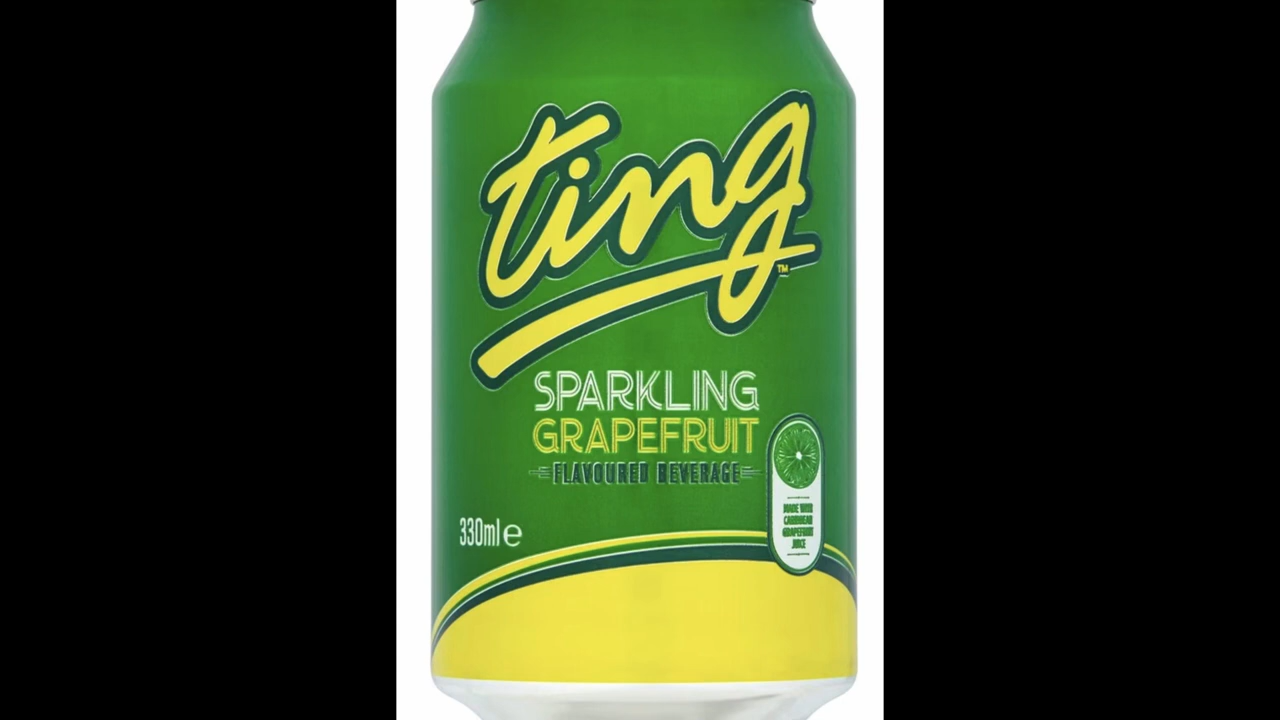 ting
TM
SPARKLING
GRAPEFRUIT
FLAVOURED BEVERAGE
330ml e
MADE WITH
CARIBBEAN
GRAPEFRUIT
JUICE